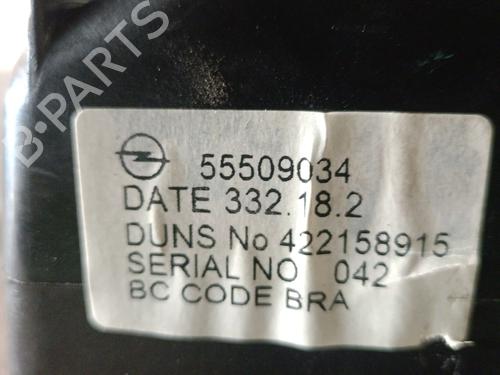 B-PARTS
55509034
DATE 332.18.2
DUNS No 422158915
SERIAL NO 042
BC CODE BRA